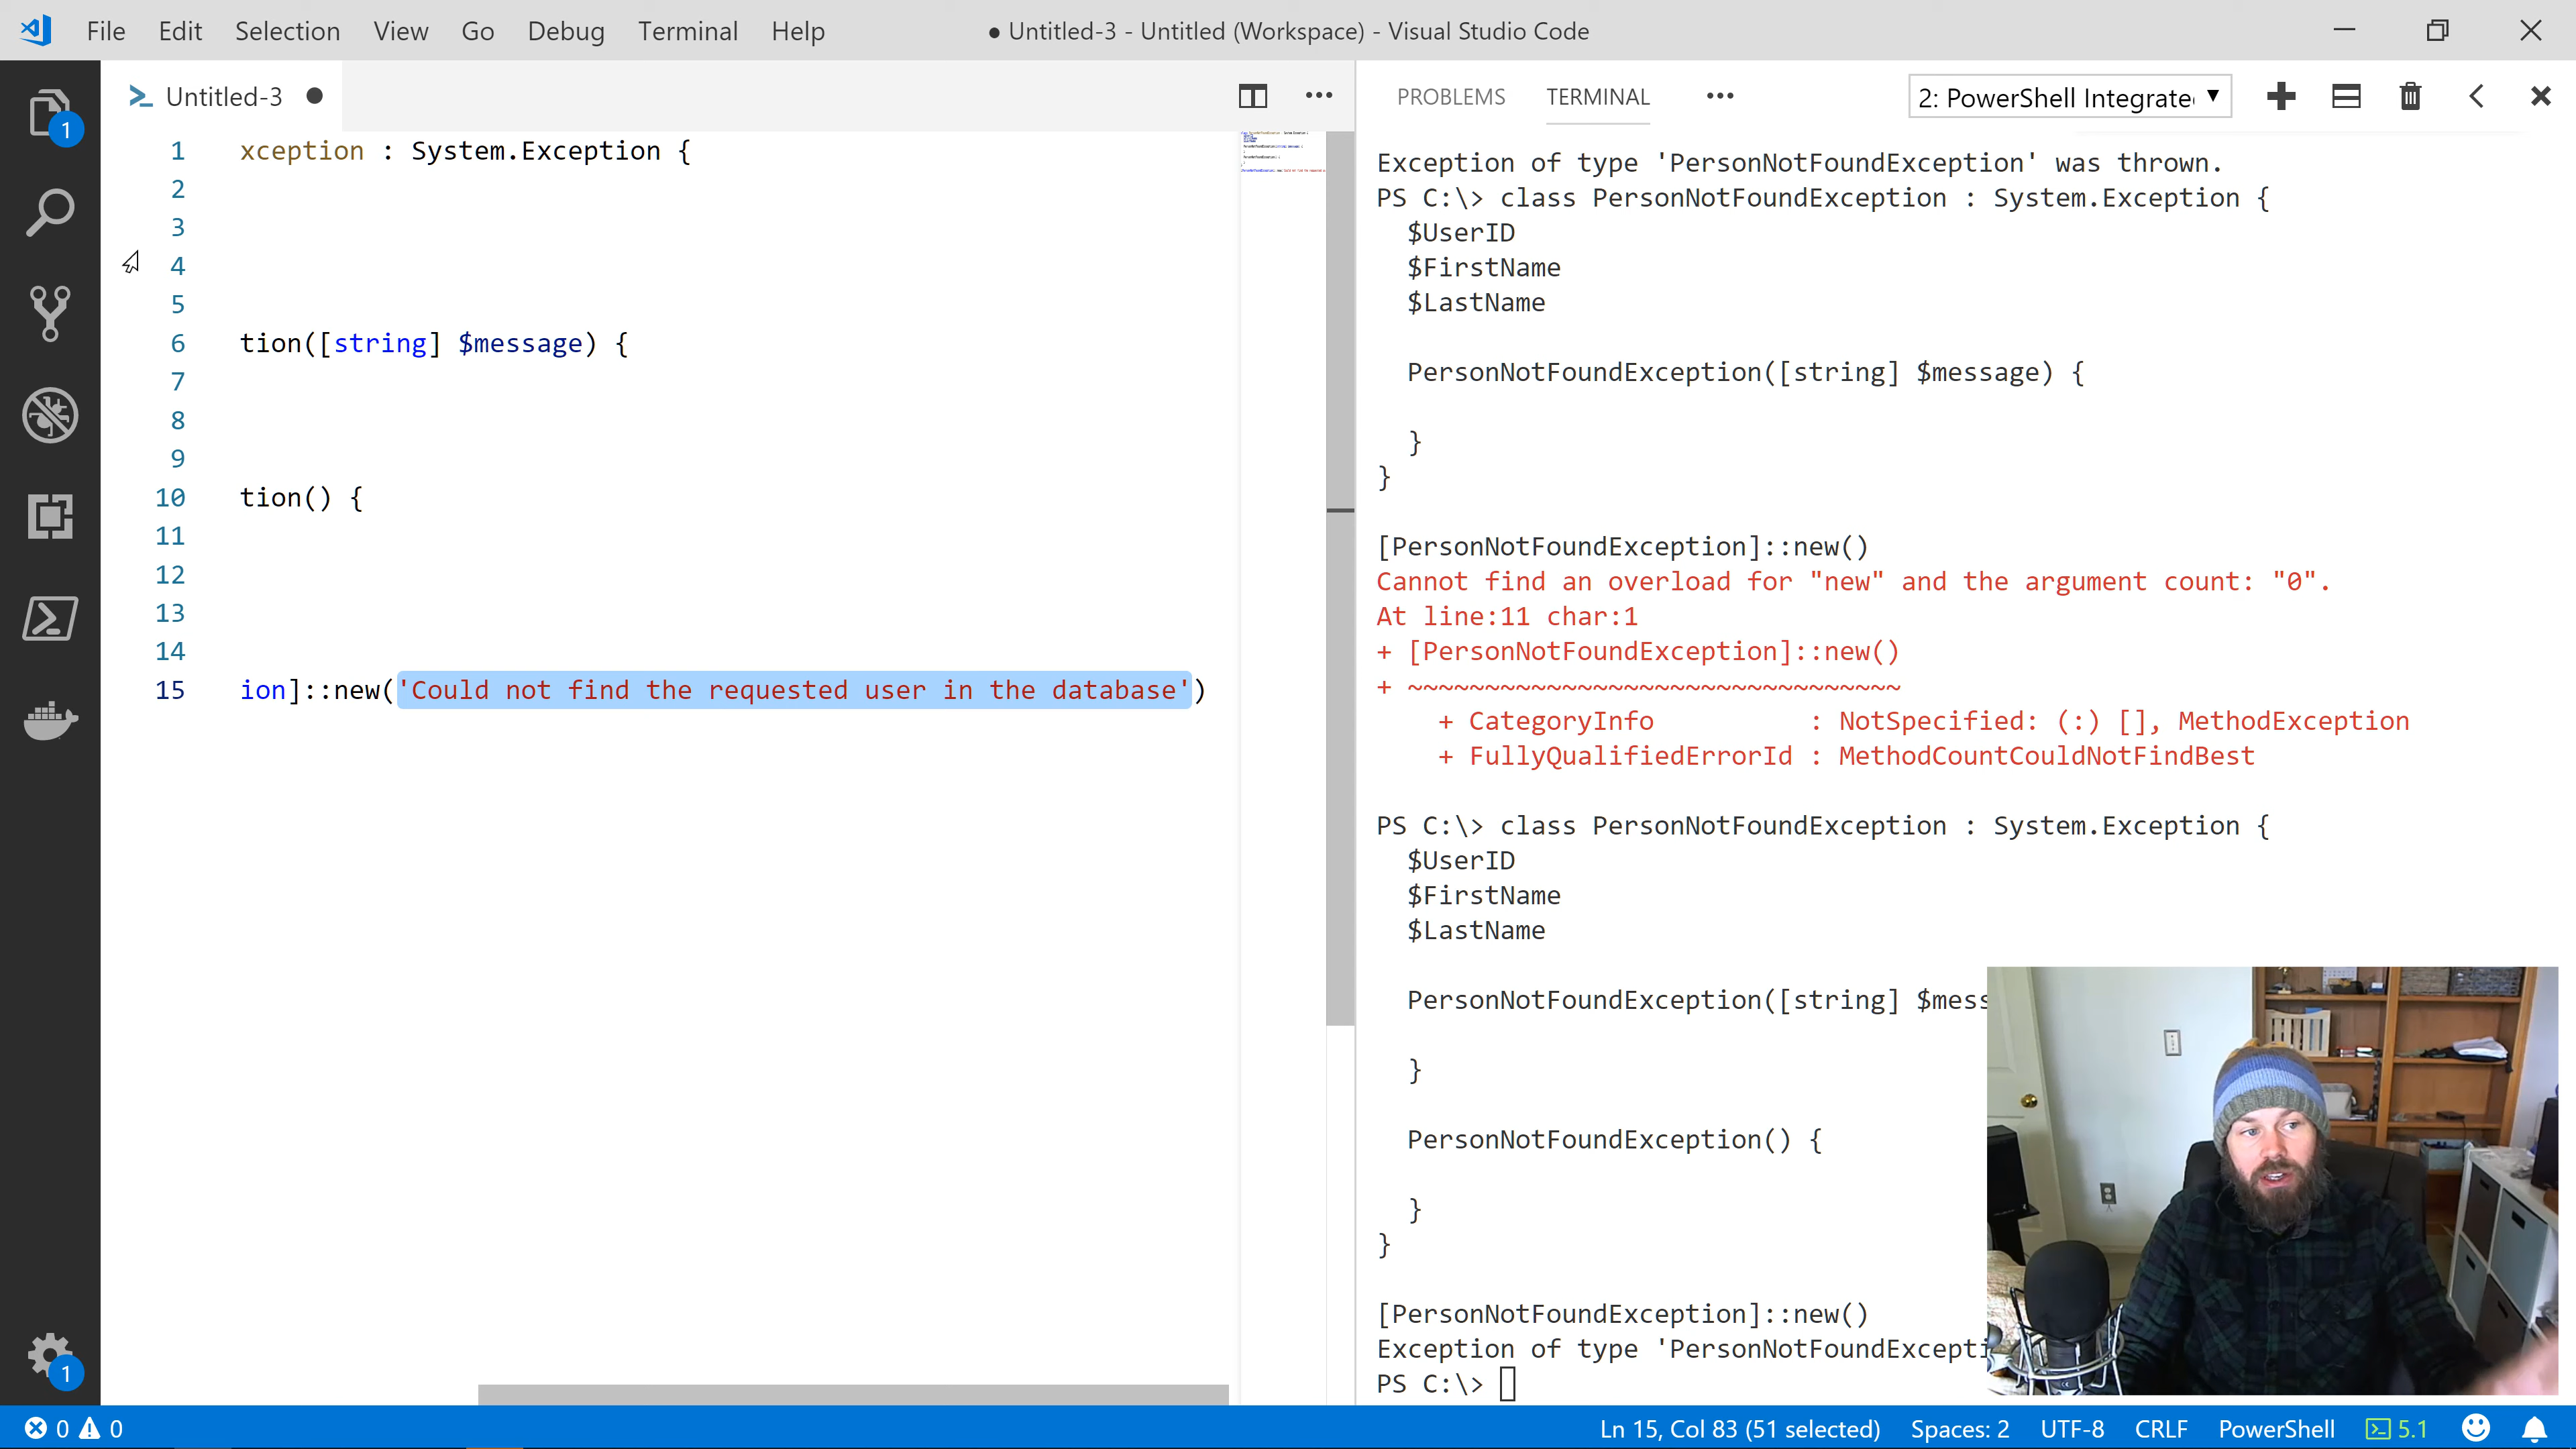 File Edit Selection View Go Debug Terminal Help
● Untitled-3 - Untitled (Workspace) - Visual Studio Code
Untitled-3
1 xception : System.Exception {
2
3
4
5
6 tion([string] $message) {
7
8
9
10 tion() {
11
12
13
14
15 ion]::new('Could not find the requested user in the database')
PROBLEMS TERMINAL
2: PowerShell Integrate
Exception of type 'PersonNotFoundException' was thrown.
PS C:\> class PersonNotFoundException : System.Exception {
$UserID
$FirstName
$LastName
PersonNotFoundException([string] $message) {
}
}
[PersonNotFoundException]::new()
Cannot find an overload for "new" and the argument count: "0".
At line:11 char:1
+ [PersonNotFoundException]::new()
+ ~~~~~~~~~~~~~~~~~~~~~~~~~~~~~~~~
+ CategoryInfo : NotSpecified: (:) [], MethodException
+ FullyQualifiedErrorId : MethodCountCouldNotFindBest
PS C:\> class PersonNotFoundException : System.Exception {
$UserID
$FirstName
$LastName
PersonNotFoundException([string] $mess
}
PersonNotFoundException() {
}
}
[PersonNotFoundException]::new()
Exception of type 'PersonNotFoundExcepti
PS C:\>
1
1
0 0
Ln 15, Col 83 (51 selected) Spaces: 2 UTF-8 CRLF PowerShell 5.1